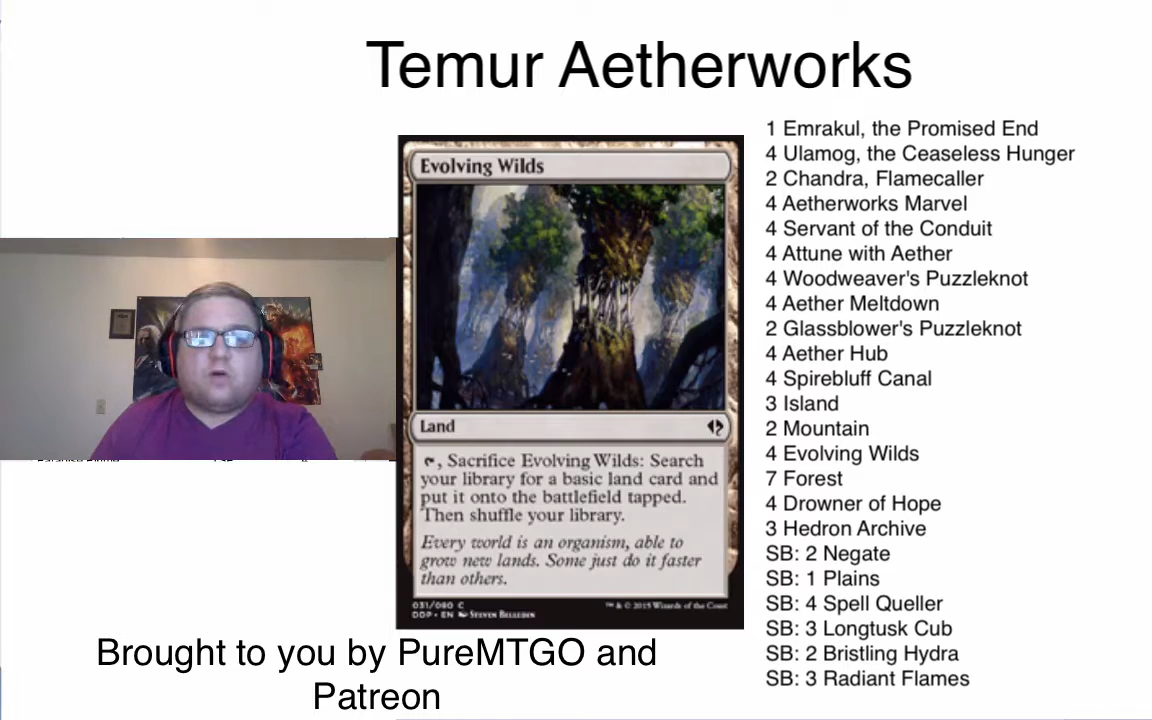 Temur Aetherworks
Evolving Wilds
Land
, Sacrifice Evolving Wilds: Search
your library for a basic land card and
put it onto the battlefield tapped.
Then shuffle your library.
Every world is an organism, able to
grow new lands. Some just do it faster
than others.
031/080 C
DDP • EN Steven Belledin
™ & © 2015 Wizards of the Coast
1 Emrakul, the Promised End
4 Ulamog, the Ceaseless Hunger
2 Chandra, Flamecaller
4 Aetherworks Marvel
4 Servant of the Conduit
4 Attune with Aether
4 Woodweaver's Puzzleknot
4 Aether Meltdown
2 Glassblower's Puzzleknot
4 Aether Hub
4 Spirebluff Canal
3 Island
2 Mountain
4 Evolving Wilds
7 Forest
4 Drowner of Hope
3 Hedron Archive
SB: 2 Negate
SB: 1 Plains
SB: 4 Spell Queller
SB: 3 Longtusk Cub
SB: 2 Bristling Hydra
SB: 3 Radiant Flames
Brought to you by PureMTGO and
Patreon